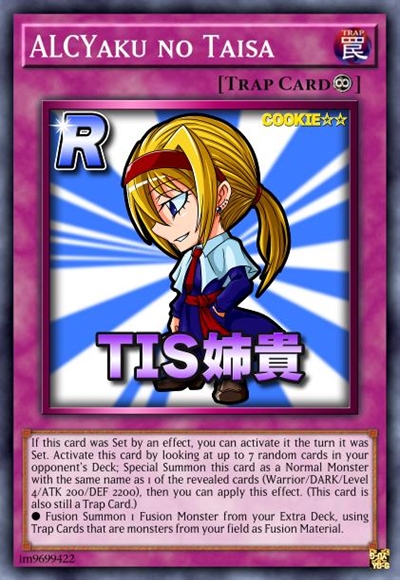 ALCYaku no Taisa
TRAP
罠
[Trap Card]
R
COOKIE☆☆
TIS姉貴
If this card was Set by an effect, you can activate it the turn it was
Set. Activate this card by looking at up to 7 random cards in your
opponent's Deck; Special Summon this card as a Normal Monster
with the same name as 1 of the revealed cards (Warrior/DARK/Level
4/ATK 200/DEF 2200), then you can apply this effect. (This card is
also still a Trap Card.)
● Fusion Summon 1 Fusion Monster from your Extra Deck, using
Trap Cards that are monsters from your field as Fusion Material.
im9699422